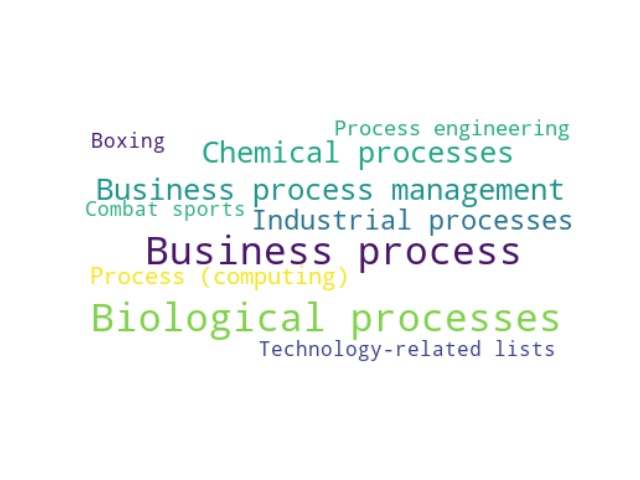 Process engineering
Boxing
Chemical processes
Business process management
Combat sports
Industrial processes
Business process
Process (computing)
Biological processes
Technology-related lists